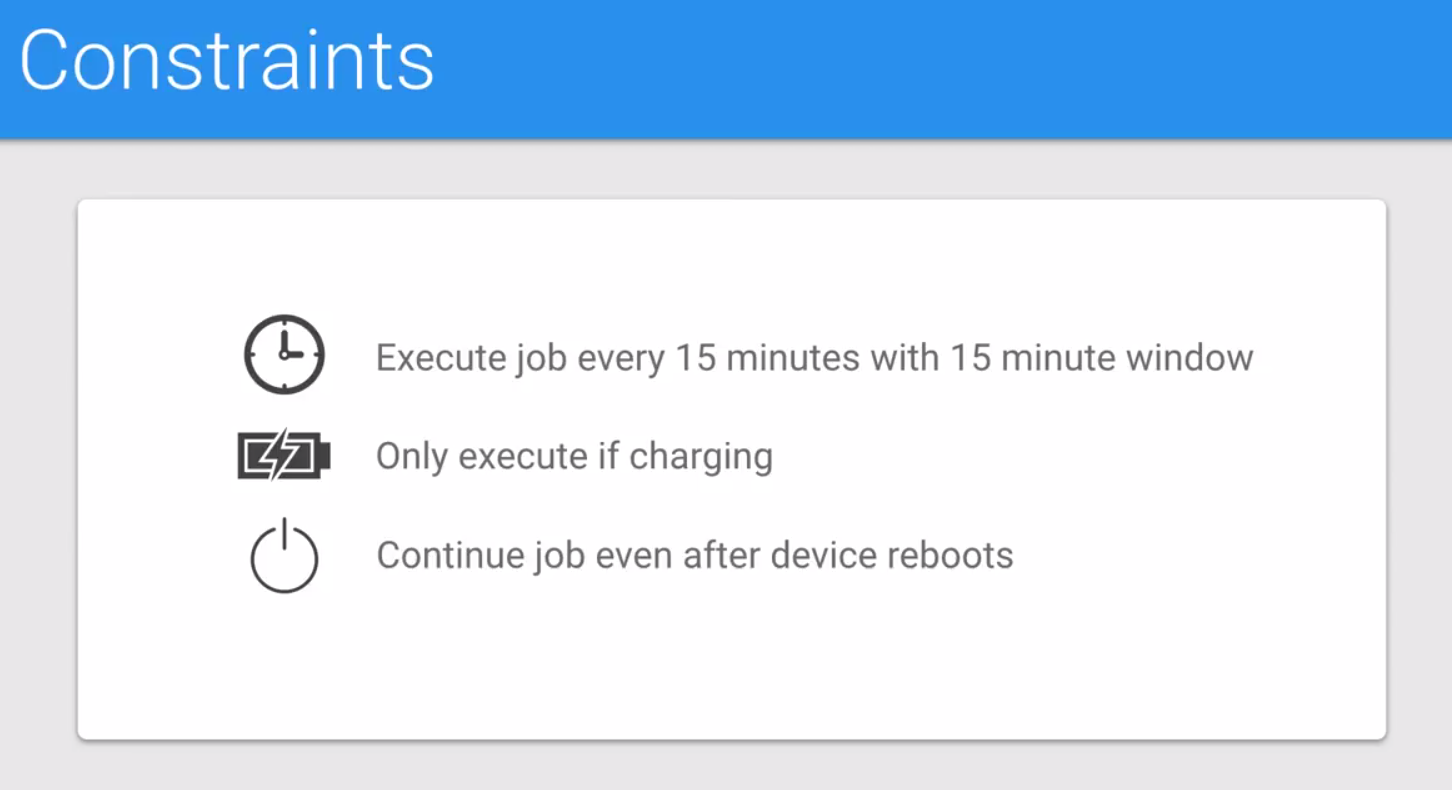 Constraints
Execute job every 15 minutes with 15 minute window
Only execute if charging
Continue job even after device reboots